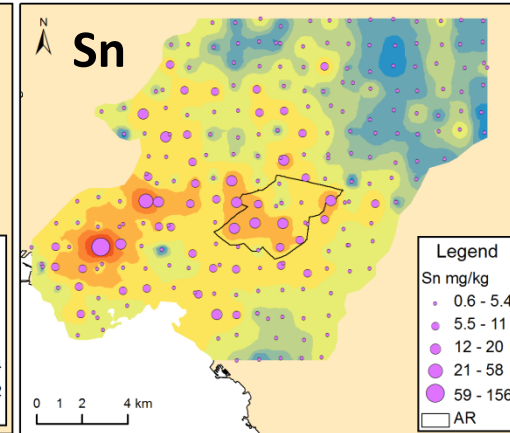 N
Sn
Legend
Sn mg/kg
0.6 - 5.4
5.5 - 11
12 - 20
21 - 58
59 - 156
AR
0 1 2 4 km